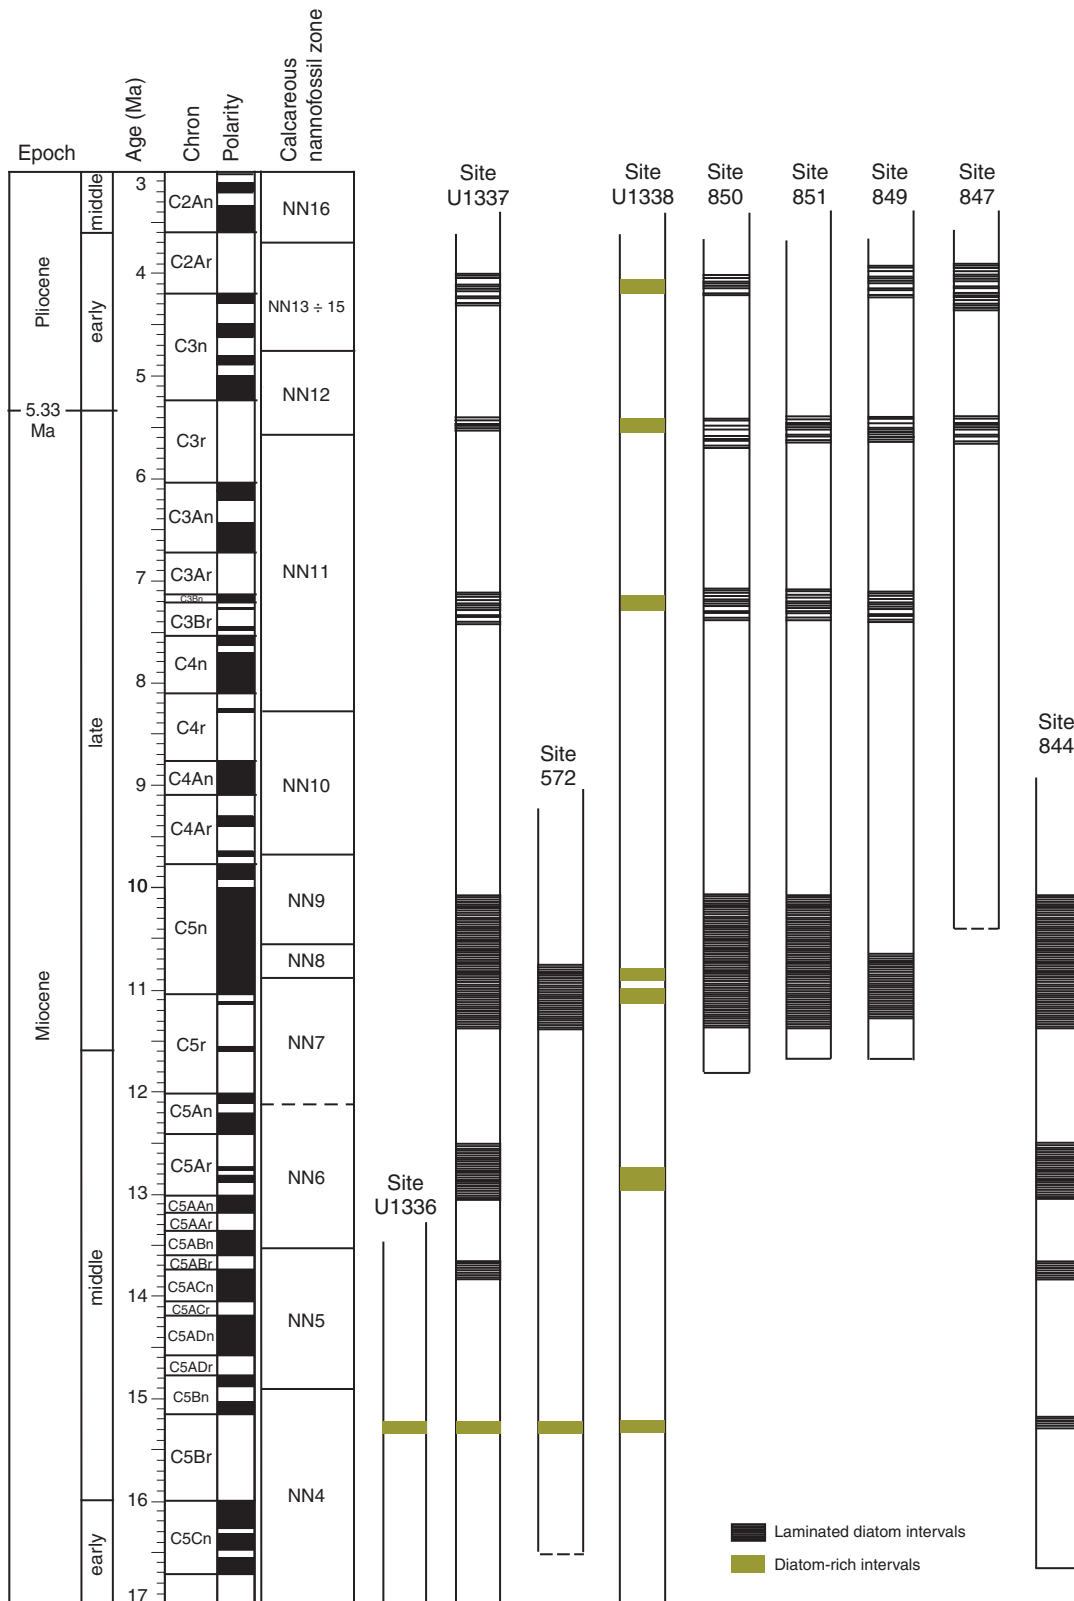 Epoch
Age (Ma)
Chron
Polarity
Calcareous
nannofossil zone
Pliocene
Miocene
middle
early
late
middle
early
5.33
Ma
3
4
5
6
7
8
9
10
11
12
13
14
15
16
17
C2An
C2Ar
C3n
C3r
C3An
C3Ar
C3Bn
C3Br
C4n
C4r
C4An
C4Ar
C5n
C5r
C5An
C5Ar
C5AAn
C5AAr
C5ABn
C5ABr
C5ACn
C5ACr
C5ADn
C5ADr
C5Bn
C5Br
C5Cn
NN16
NN13 ÷ 15
NN12
NN11
NN10
NN9
NN8
NN7
NN6
NN5
NN4
Site
U1336
Site
U1337
Site
572
Site
U1338
Site
850
Site
851
Site
849
Site
847
Site
844
Laminated diatom intervals
Diatom-rich intervals